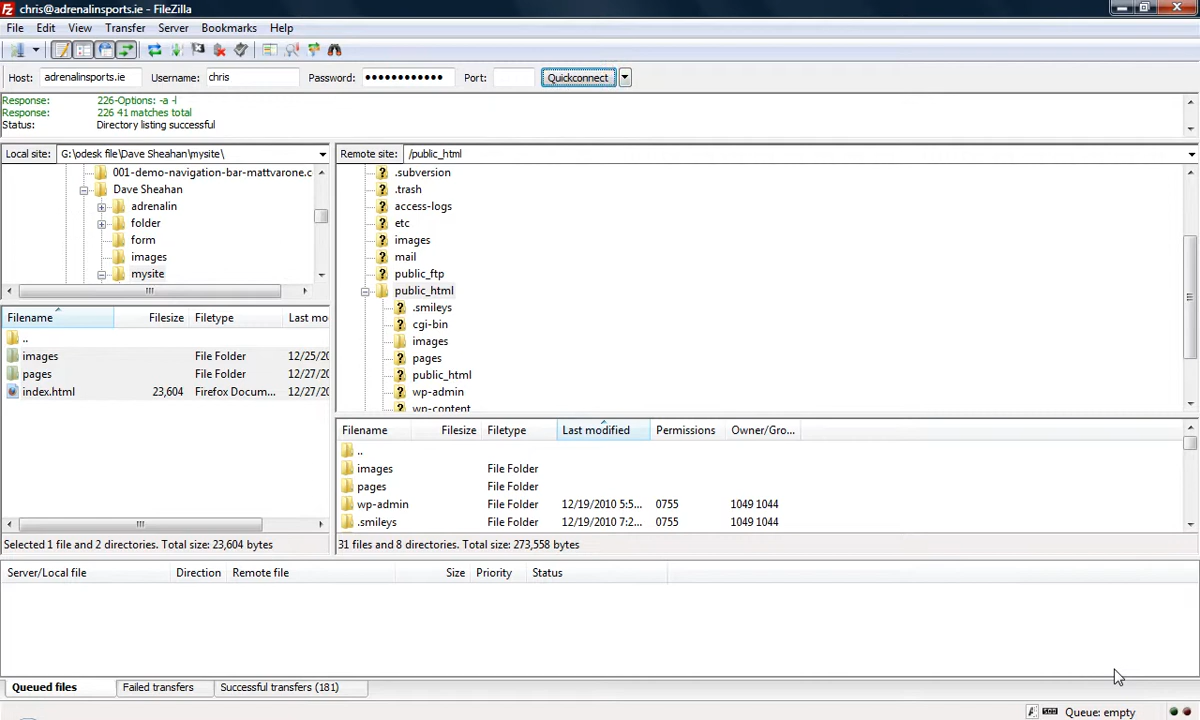 chris@adrenalinsports.ie - FileZilla
File Edit View Transfer Server Bookmarks Help
Host: adrenalinsports.ie Username: chris Password: •••••••••••• Port: Quickconnect
Response: 226-Options: -a -l
Response: 226 41 matches total
Status: Directory listing successful
Local site: G:\odesk file\Dave Sheahan\mysite\
001-demo-navigation-bar-mattvarone.c
Dave Sheahan
adrenalin
folder
form
images
mysite
Filename Filesize Filetype Last mo
..
images File Folder 12/25/20
pages File Folder 12/27/20
index.html 23,604 Firefox Docum... 12/27/20
Selected 1 file and 2 directories. Total size: 23,604 bytes
Remote site: /public_html
.subversion
.trash
access-logs
etc
images
mail
public_ftp
public_html
.smileys
cgi-bin
images
pages
public_html
wp-admin
wp-content
Filename Filesize Filetype Last modified Permissions Owner/Gro...
..
images File Folder
pages File Folder
wp-admin File Folder 12/19/2010 5:5... 0755 1049 1044
.smileys File Folder 12/19/2010 7:2... 0755 1049 1044
31 files and 8 directories. Total size: 273,558 bytes
Server/Local file Direction Remote file Size Priority Status
Queued files Failed transfers Successful transfers (181)
Queue: empty